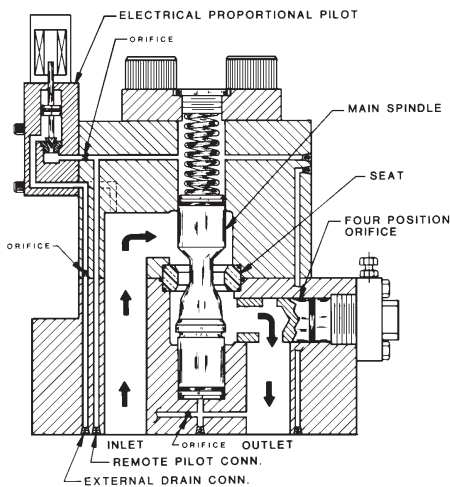 ELECTRICAL PROPORTIONAL PILOT
ORIFICE
MAIN SPINDLE
SEAT
FOUR POSITION
ORIFICE
ORIFICE
INLET
ORIFICE
OUTLET
REMOTE PILOT CONN.
EXTERNAL DRAIN CONN.